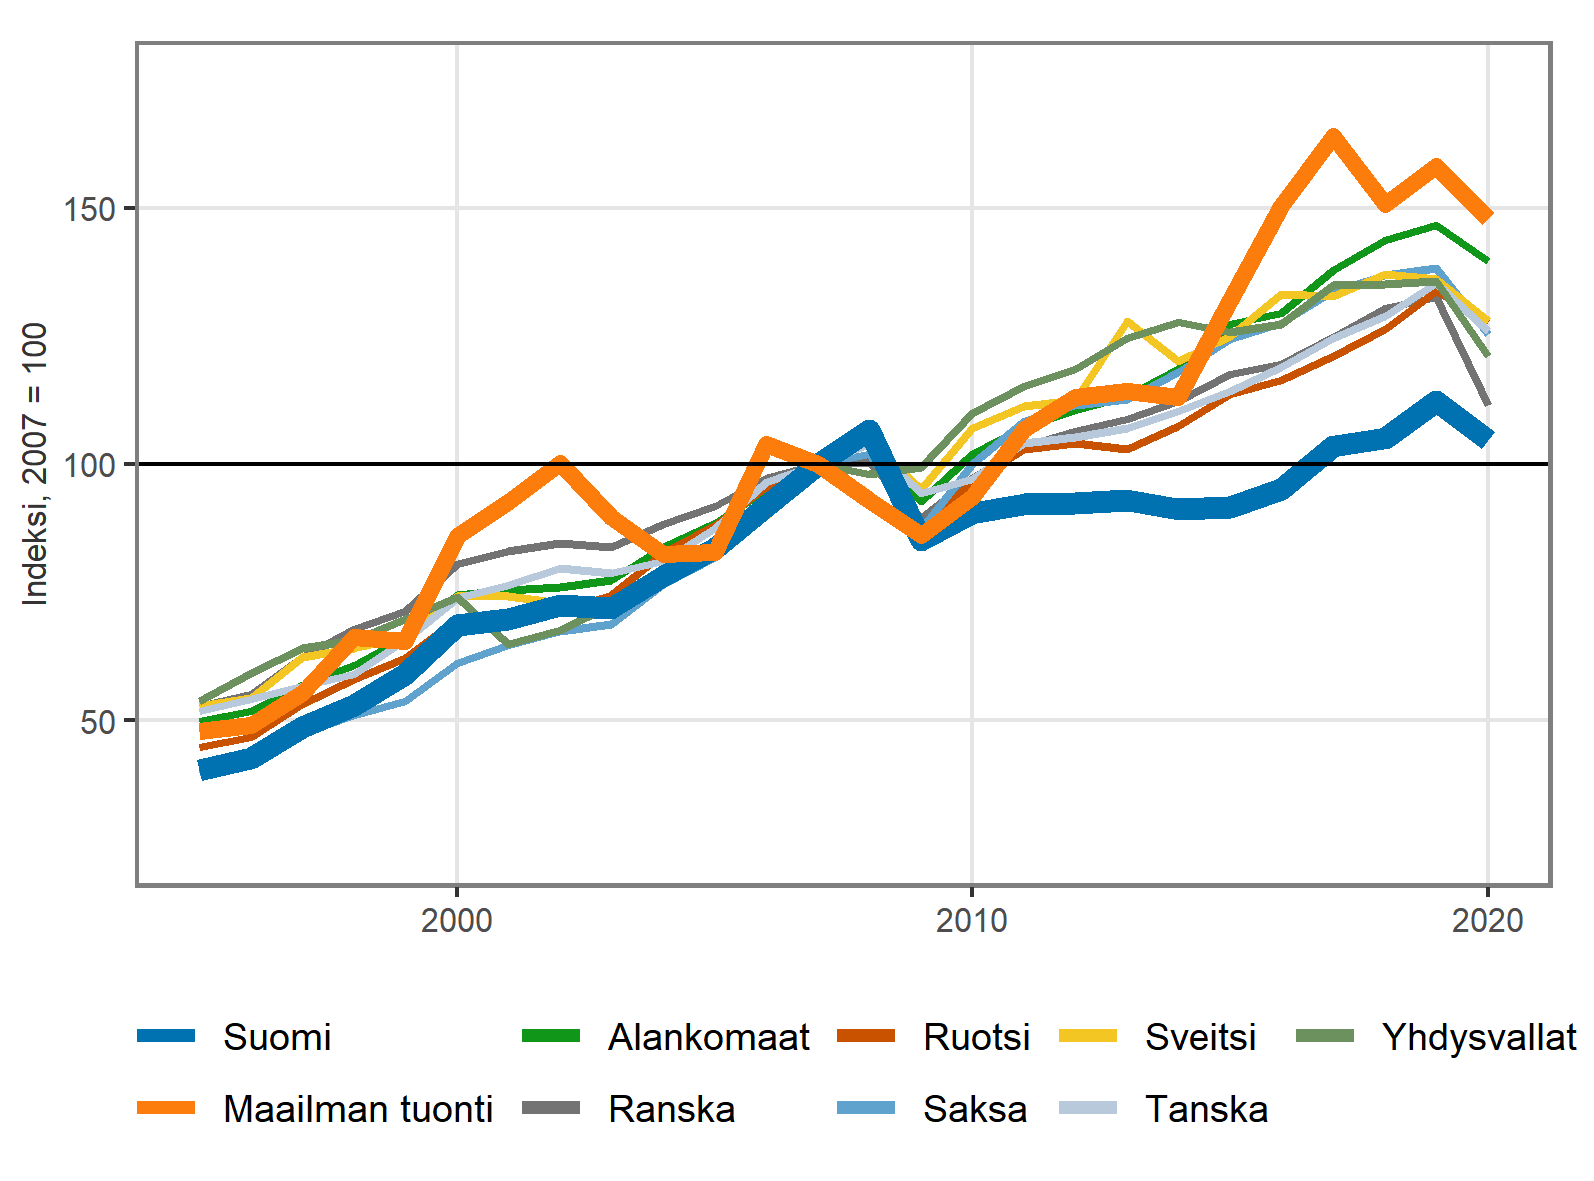 Indeksi, 2007 = 100
150
100
50
2000 2010 2020
Suomi Alankomaat Ruotsi Sveitsi Yhdysvallat
Maailman tuonti Ranska Saksa Tanska